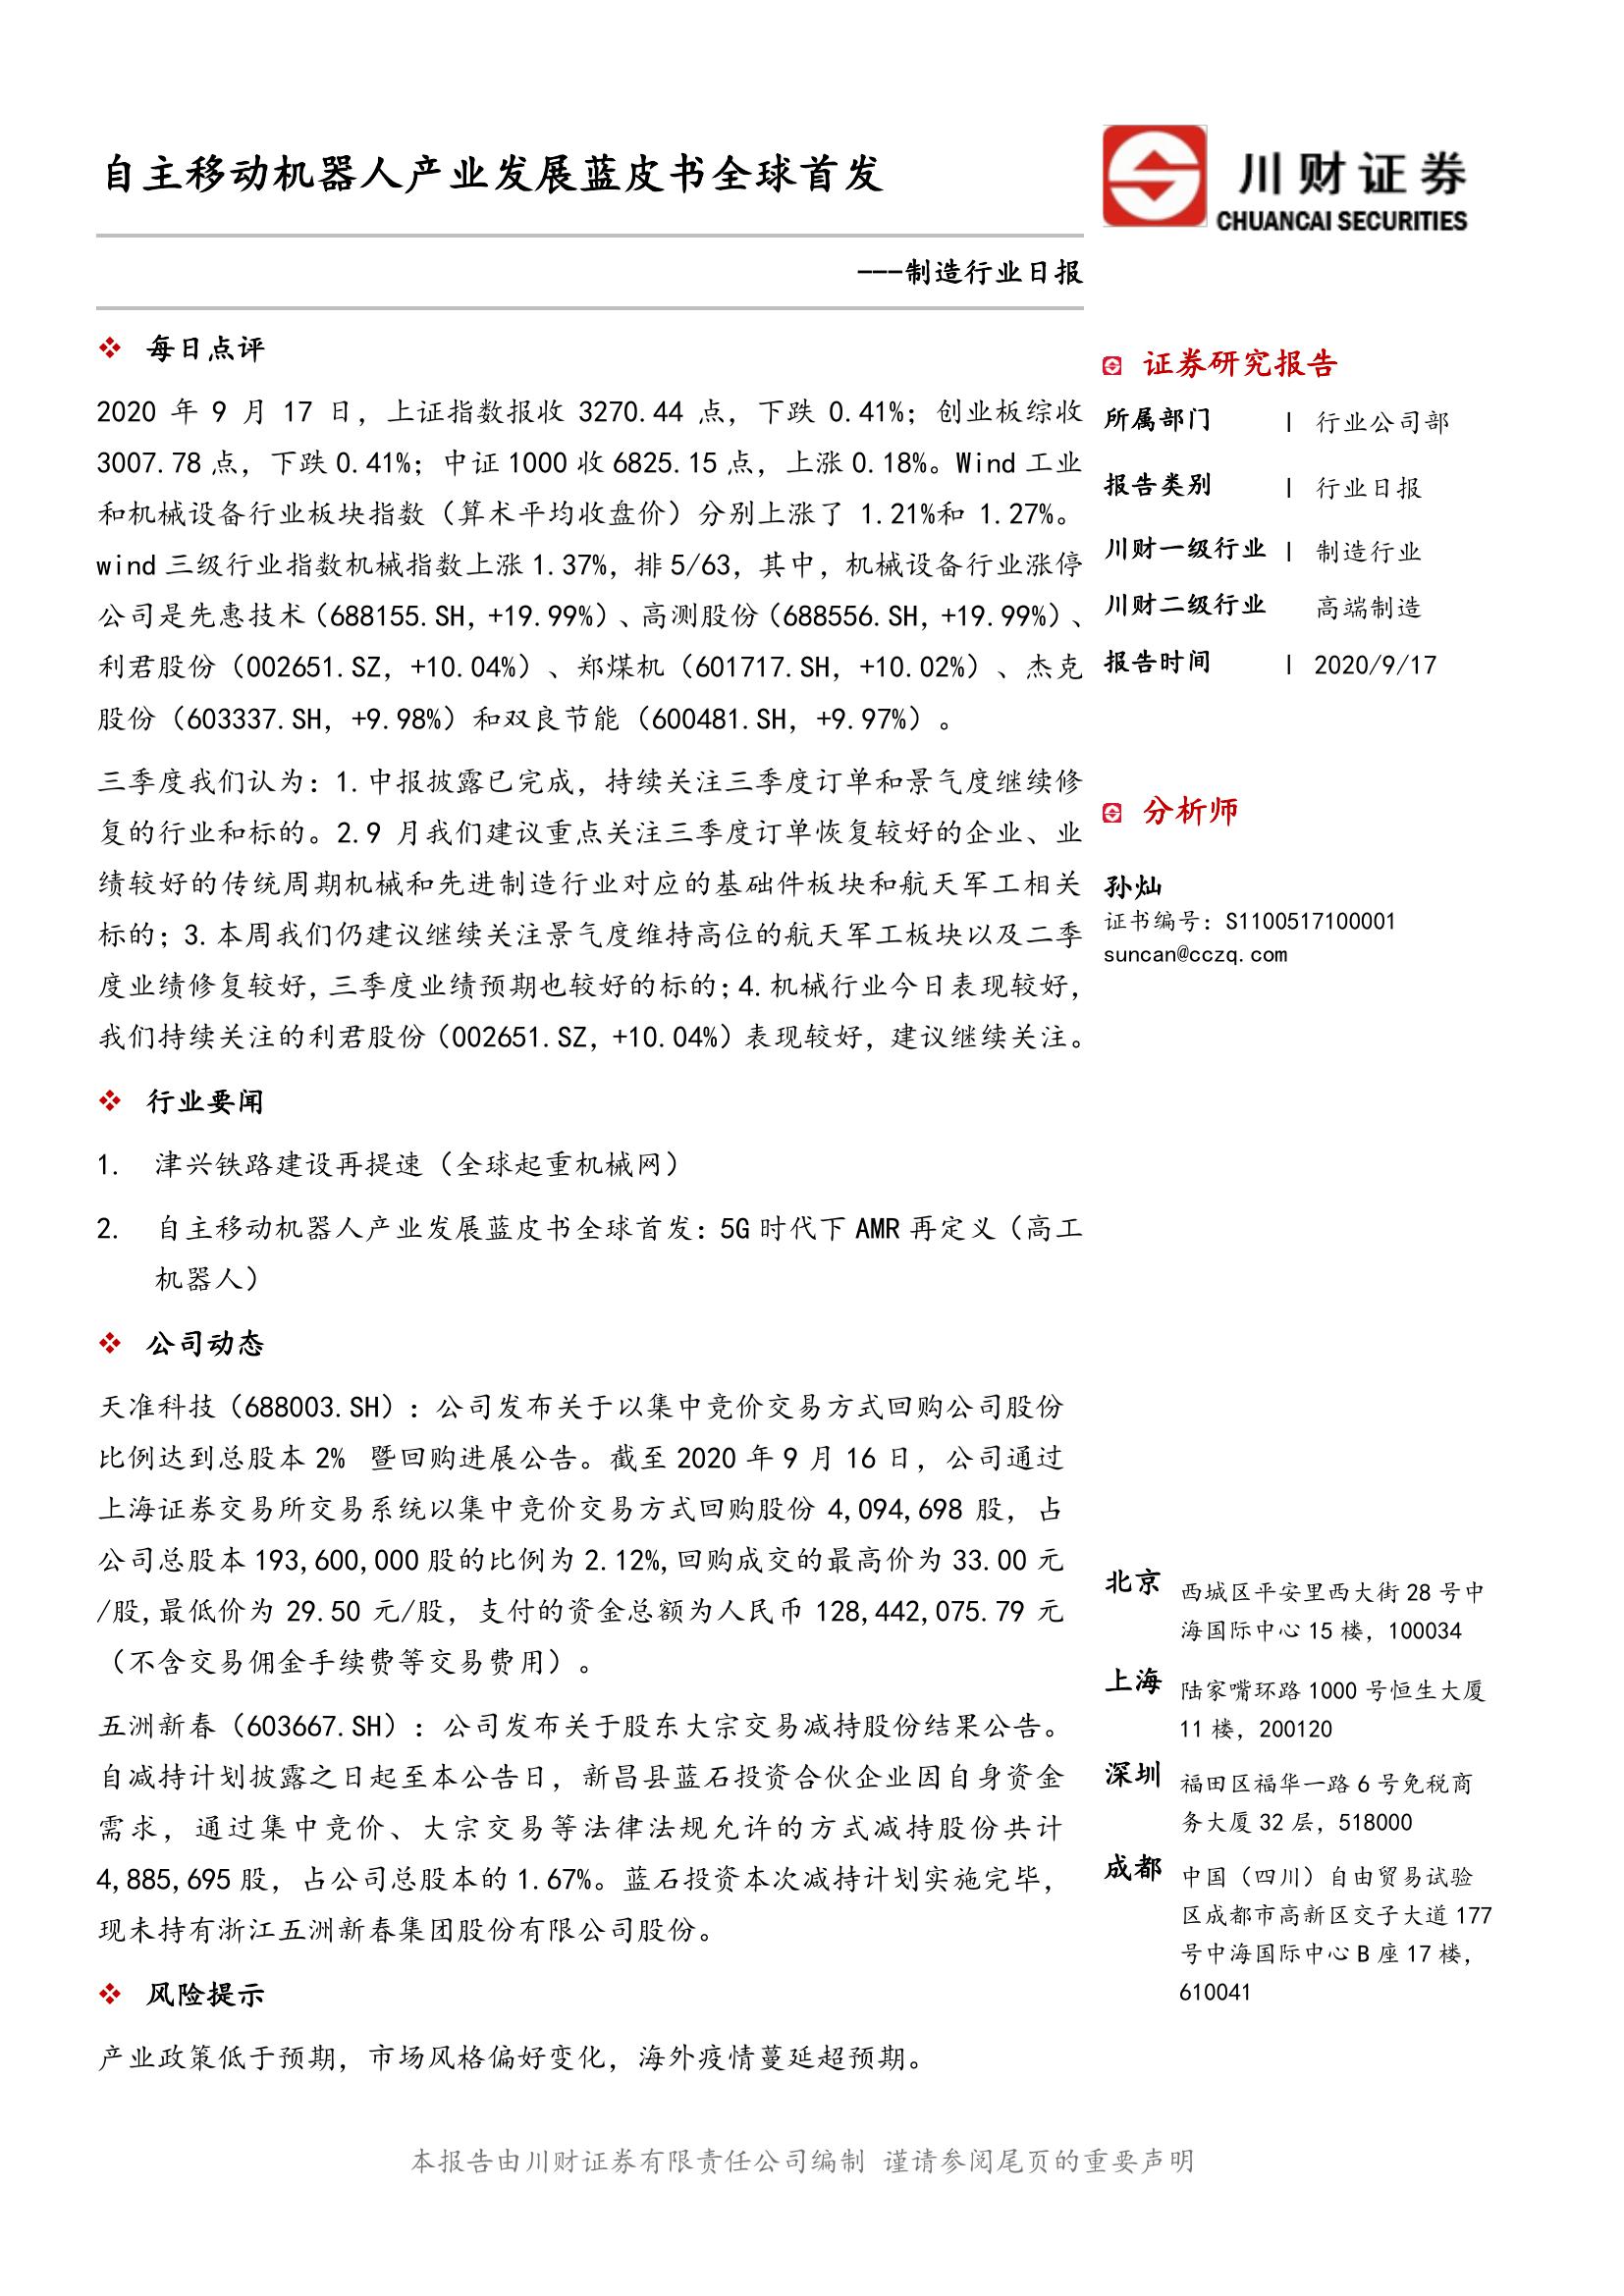 自主移动机器人产业发展蓝皮书全球首发
川财证券
CHUANCAI SECURITIES
---制造行业日报
❖ 每日点评
2020 年 9 月 17 日，上证指数报收 3270.44 点，下跌 0.41%；创业板综收
3007.78 点，下跌 0.41%；中证 1000 收 6825.15 点，上涨 0.18%。Wind 工业
和机械设备行业板块指数（算术平均收盘价）分别上涨了 1.21%和 1.27%。
wind 三级行业指数机械指数上涨 1.37%，排 5/63，其中，机械设备行业涨停
公司是先惠技术（688155.SH，+19.99%）、高测股份（688556.SH，+19.99%）、
利君股份（002651.SZ，+10.04%）、郑煤机（601717.SH，+10.02%）、杰克
股份（603337.SH，+9.98%）和双良节能（600481.SH，+9.97%）。
三季度我们认为：1.中报披露已完成，持续关注三季度订单和景气度继续修
复的行业和标的。2.9 月我们建议重点关注三季度订单恢复较好的企业、业
绩较好的传统周期机械和先进制造行业对应的基础件板块和航天军工相关
标的；3.本周我们仍建议继续关注景气度维持高位的航天军工板块以及二季
度业绩修复较好，三季度业绩预期也较好的标的；4.机械行业今日表现较好，
我们持续关注的利君股份（002651.SZ，+10.04%）表现较好，建议继续关注。
❖ 行业要闻
1. 津兴铁路建设再提速（全球起重机械网）
2. 自主移动机器人产业发展蓝皮书全球首发：5G 时代下 AMR 再定义（高工
机器人）
❖ 公司动态
天准科技（688003.SH）：公司发布关于以集中竞价交易方式回购公司股份
比例达到总股本 2% 暨回购进展公告。截至 2020 年 9 月 16 日，公司通过
上海证券交易所交易系统以集中竞价交易方式回购股份 4,094,698 股，占
公司总股本 193,600,000 股的比例为 2.12%,回购成交的最高价为 33.00 元
/股,最低价为 29.50 元/股，支付的资金总额为人民币 128,442,075.79 元
（不含交易佣金手续费等交易费用）。
五洲新春（603667.SH）：公司发布关于股东大宗交易减持股份结果公告。
自减持计划披露之日起至本公告日，新昌县蓝石投资合伙企业因自身资金
需求，通过集中竞价、大宗交易等法律法规允许的方式减持股份共计
4,885,695 股，占公司总股本的 1.67%。蓝石投资本次减持计划实施完毕，
现未持有浙江五洲新春集团股份有限公司股份。
❖ 风险提示
产业政策低于预期，市场风格偏好变化，海外疫情蔓延超预期。
证券研究报告
所属部门 | 行业公司部
报告类别 | 行业日报
川财一级行业 | 制造行业
川财二级行业 高端制造
报告时间 | 2020/9/17
分析师
孙灿
证书编号：S1100517100001
suncan@cczq.com
北京 西城区平安里西大街 28 号中
海国际中心 15 楼，100034
上海 陆家嘴环路 1000 号恒生大厦
11 楼，200120
深圳 福田区福华一路 6 号免税商
务大厦 32 层，518000
成都 中国（四川）自由贸易试验
区成都市高新区交子大道 177
号中海国际中心 B 座 17 楼，
610041
本报告由川财证券有限责任公司编制 谨请参阅尾页的重要声明